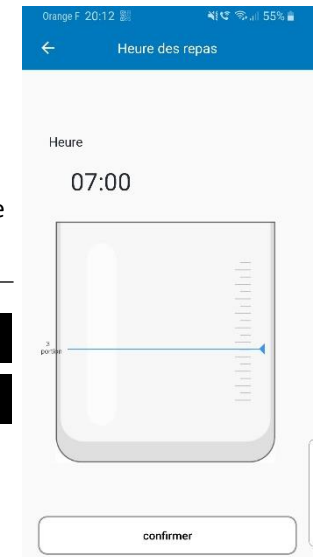 Orange F 20:12 55%
Heure des repas
Heure
07:00
e
3
portion
confirmer